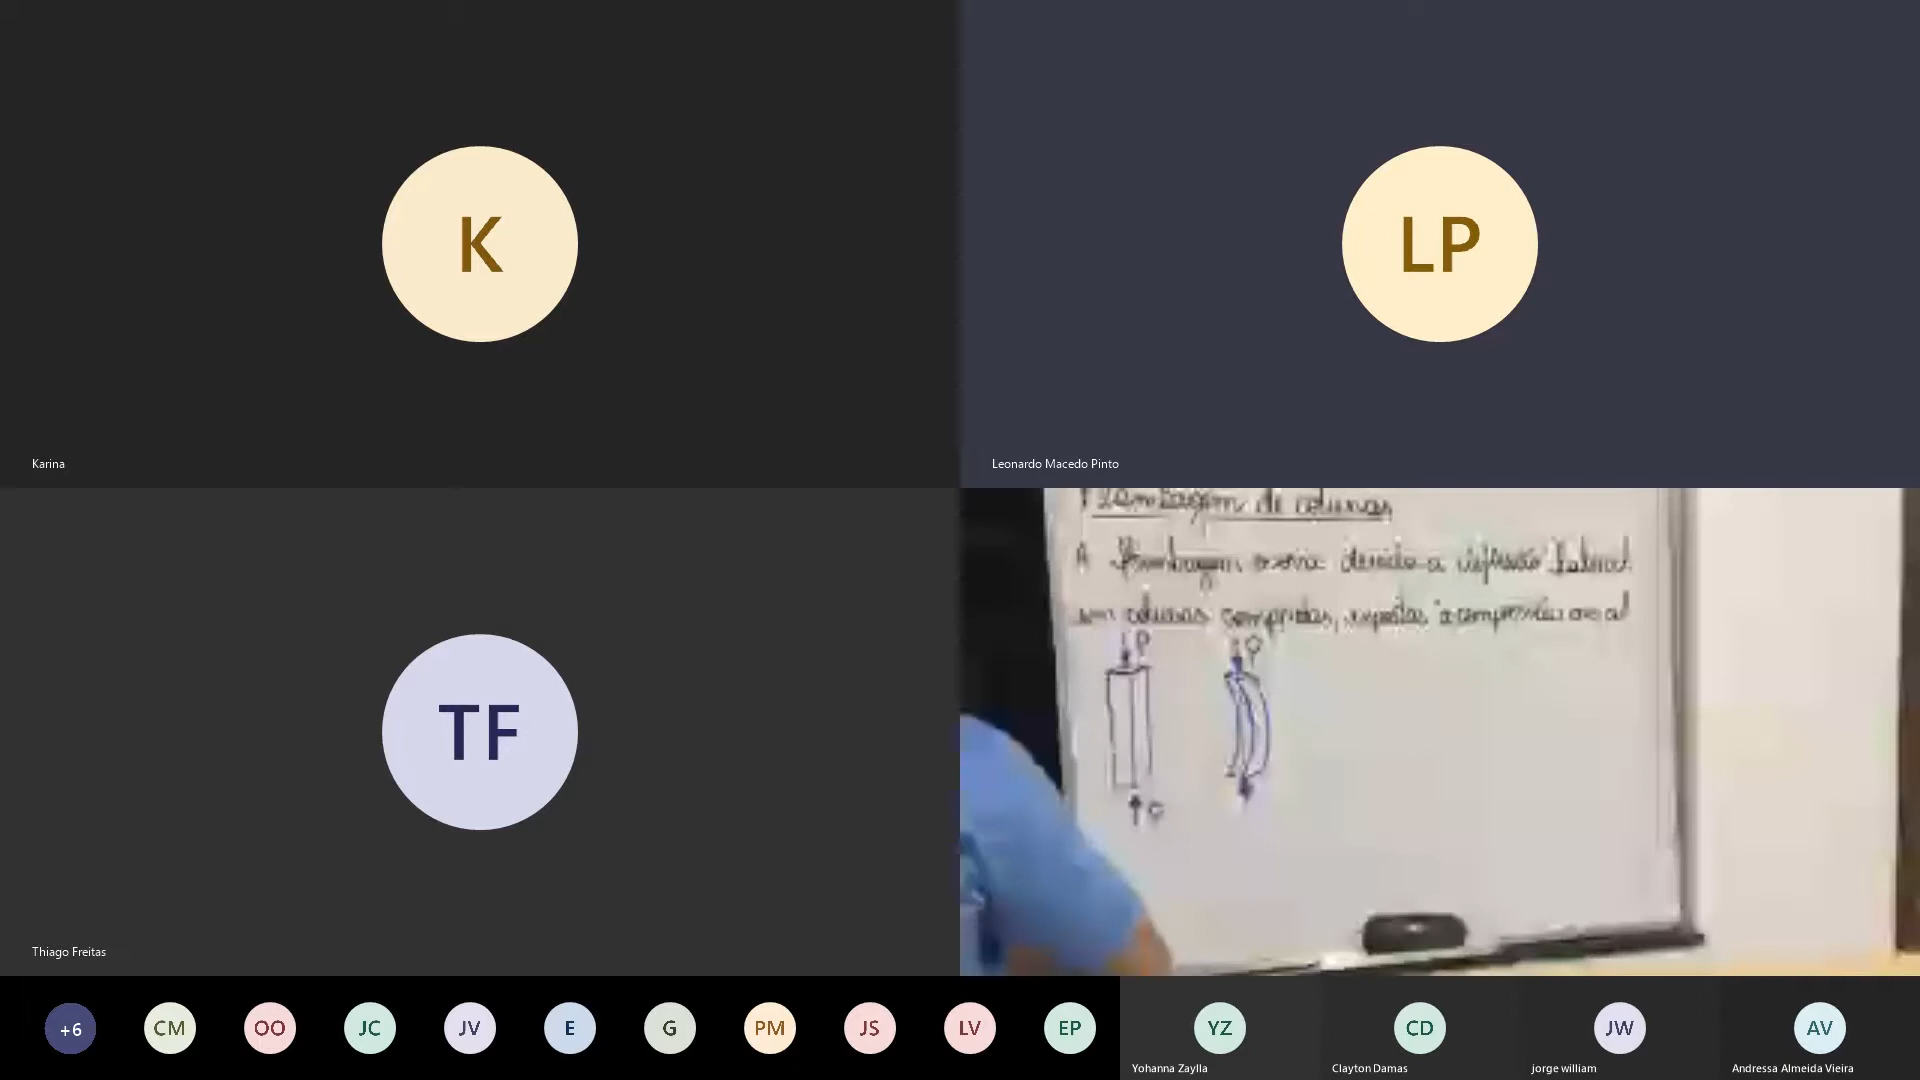 K
Karina
LP
Leonardo Macedo Pinto
TF
Thiago Freitas
Flambagem de colunas
A Flambagem ocorre devido a deflexão lateral
em colunas compridas, expostas à compressão axial
P
P
P
+6
CM
OO
JC
JV
E
G
PM
JS
LV
EP
YZ
Yohanna Zaylla
CD
Clayton Damas
JW
jorge william
AV
Andressa Almeida Vieira